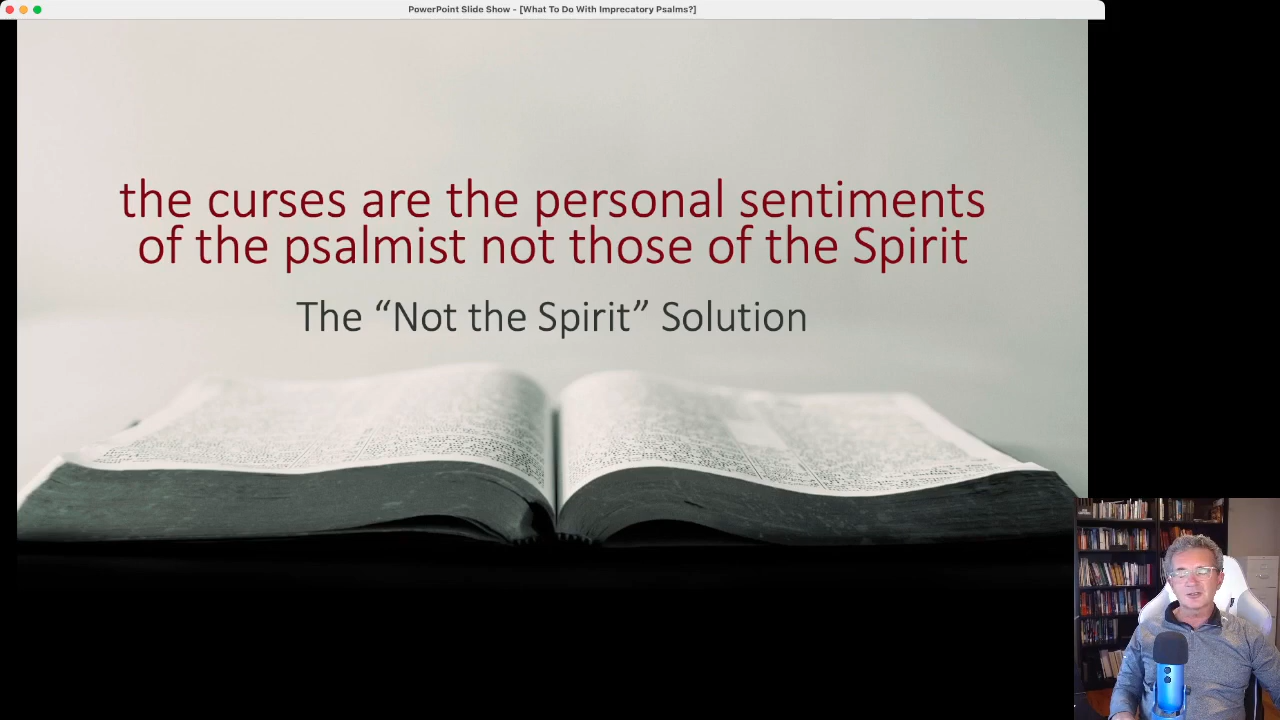 PowerPoint Slide Show - [What To Do With Imprecatory Psalms?]
the curses are the personal sentiments
of the psalmist not those of the Spirit
The “Not the Spirit” Solution